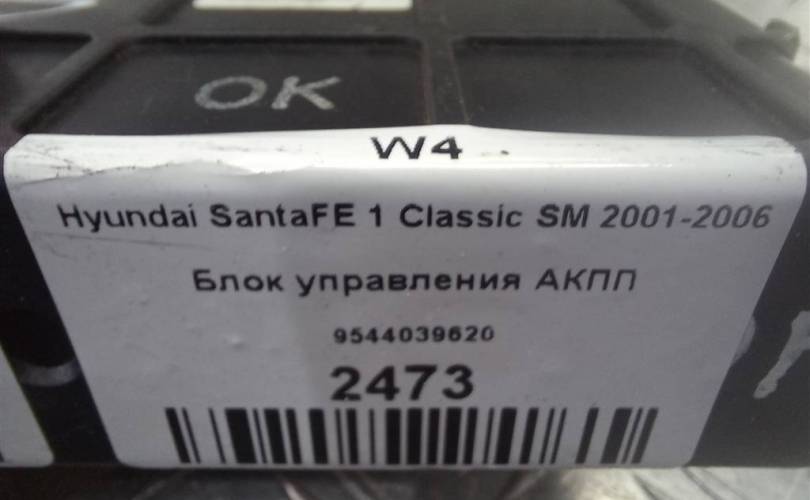 OK
W4
Hyundai SantaFE 1 Classic SM 2001-2006
Блок управления АКПП
9544039620
2473